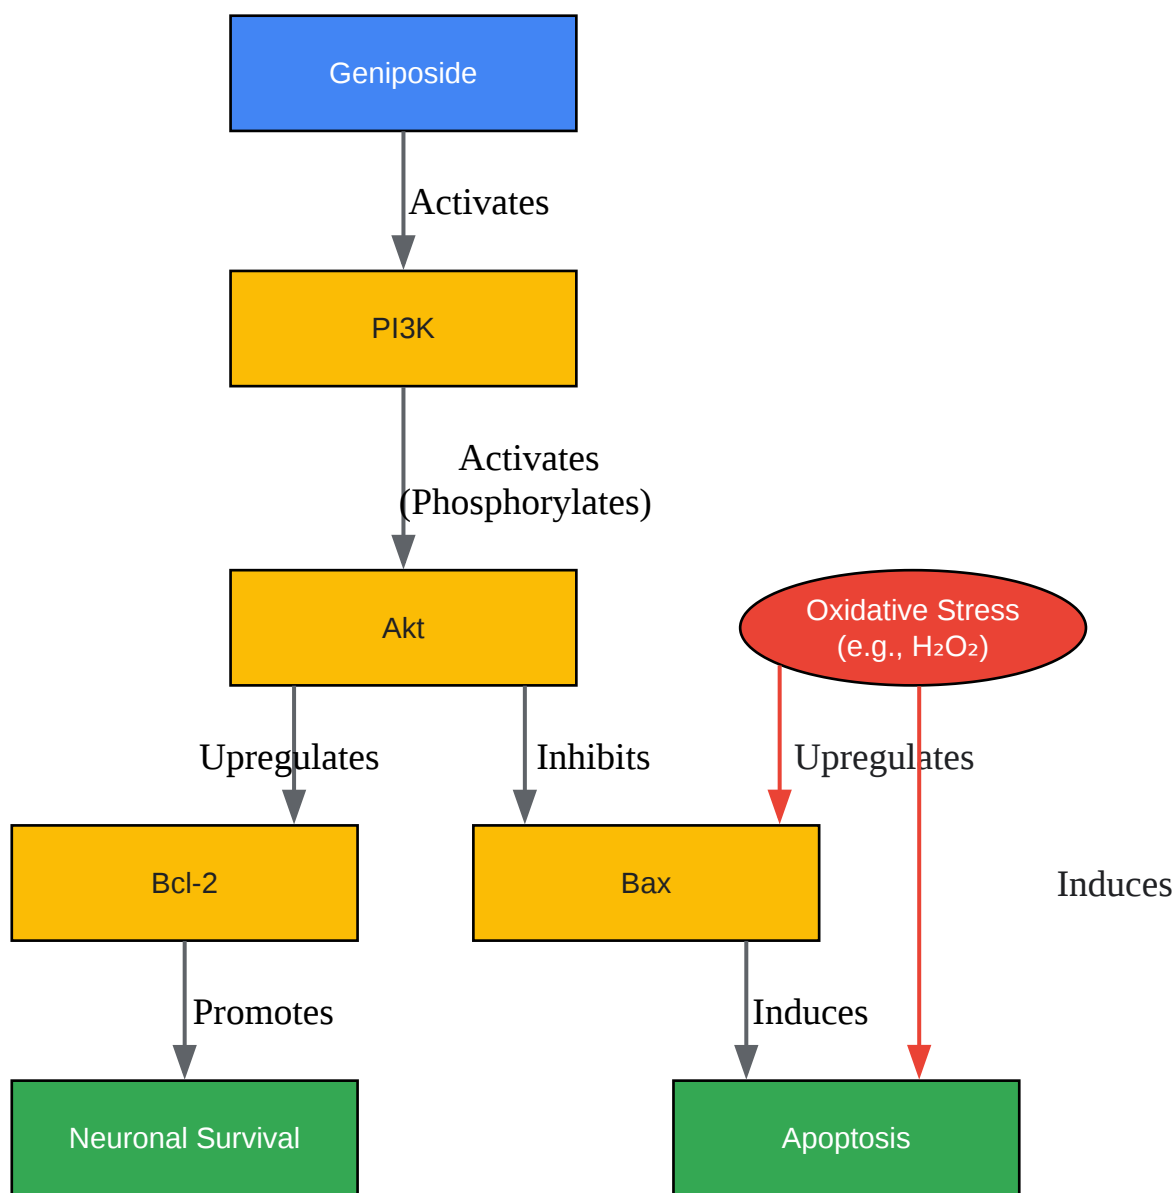 Geniposide
Activates
PI3K
Activates
(Phosphorylates)
Akt
Oxidative Stress
(e.g., H₂O₂)
Upregulates
Inhibits
Upregulates
Bcl-2
Bax
Induces
Promotes
Induces
Neuronal Survival
Apoptosis